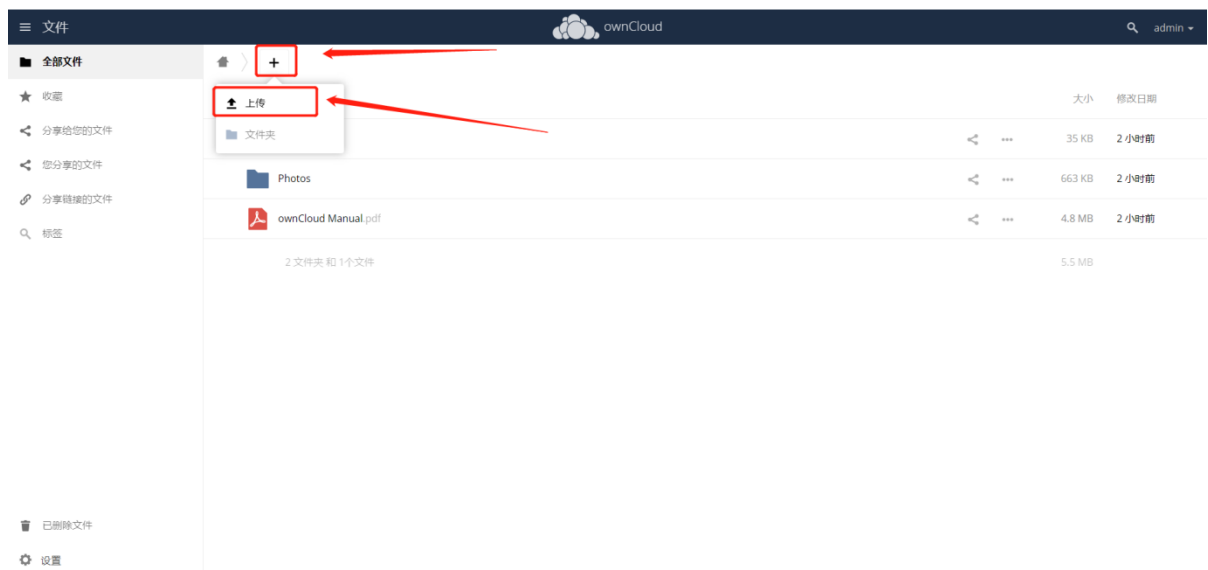 文件 ownCloud admin
全部文件
收藏
分享给您的文件
您分享的文件
分享链接的文件
标签
已删除文件
设置
+
上传
文件夹
大小 修改日期
35 KB 2 小时前
Photos 663 KB 2 小时前
ownCloud Manual.pdf 4.8 MB 2 小时前
2 文件夹 和 1个文件 5.5 MB